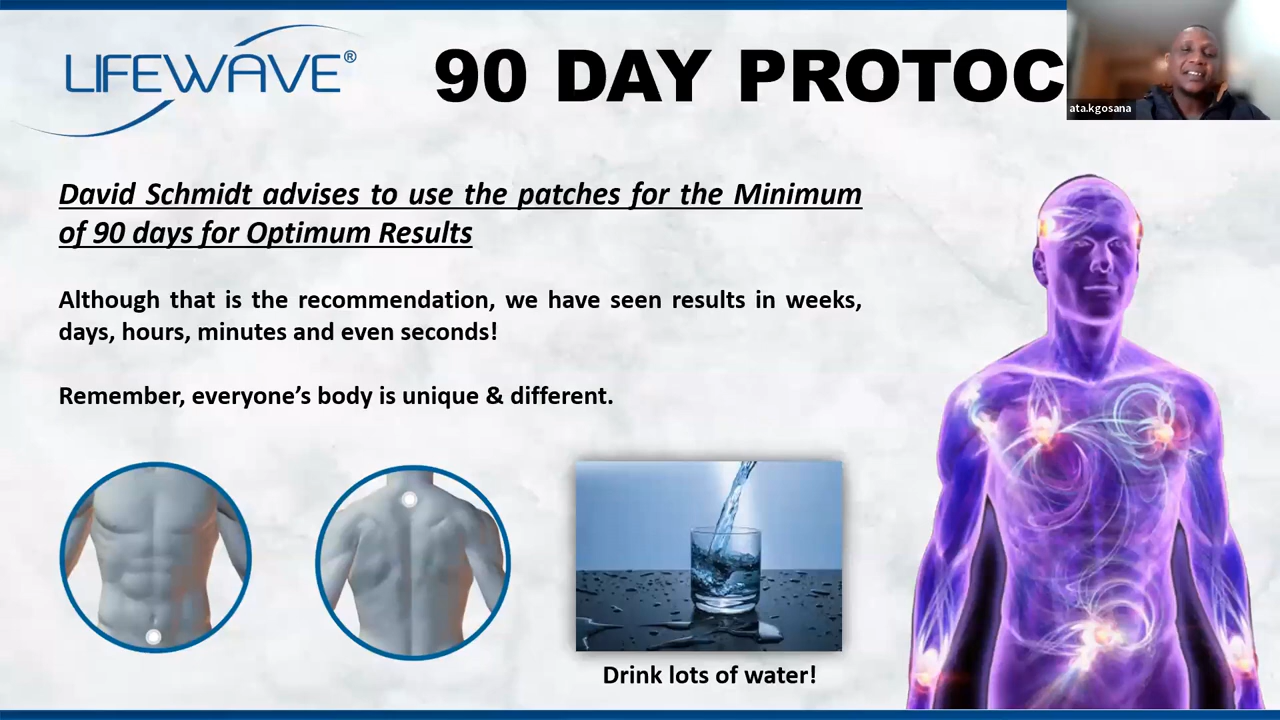 LIFEWAVE®
90 DAY PROTOC
ata.kgosana
David Schmidt advises to use the patches for the Minimum
of 90 days for Optimum Results
Although that is the recommendation, we have seen results in weeks,
days, hours, minutes and even seconds!
Remember, everyone’s body is unique & different.
Drink lots of water!